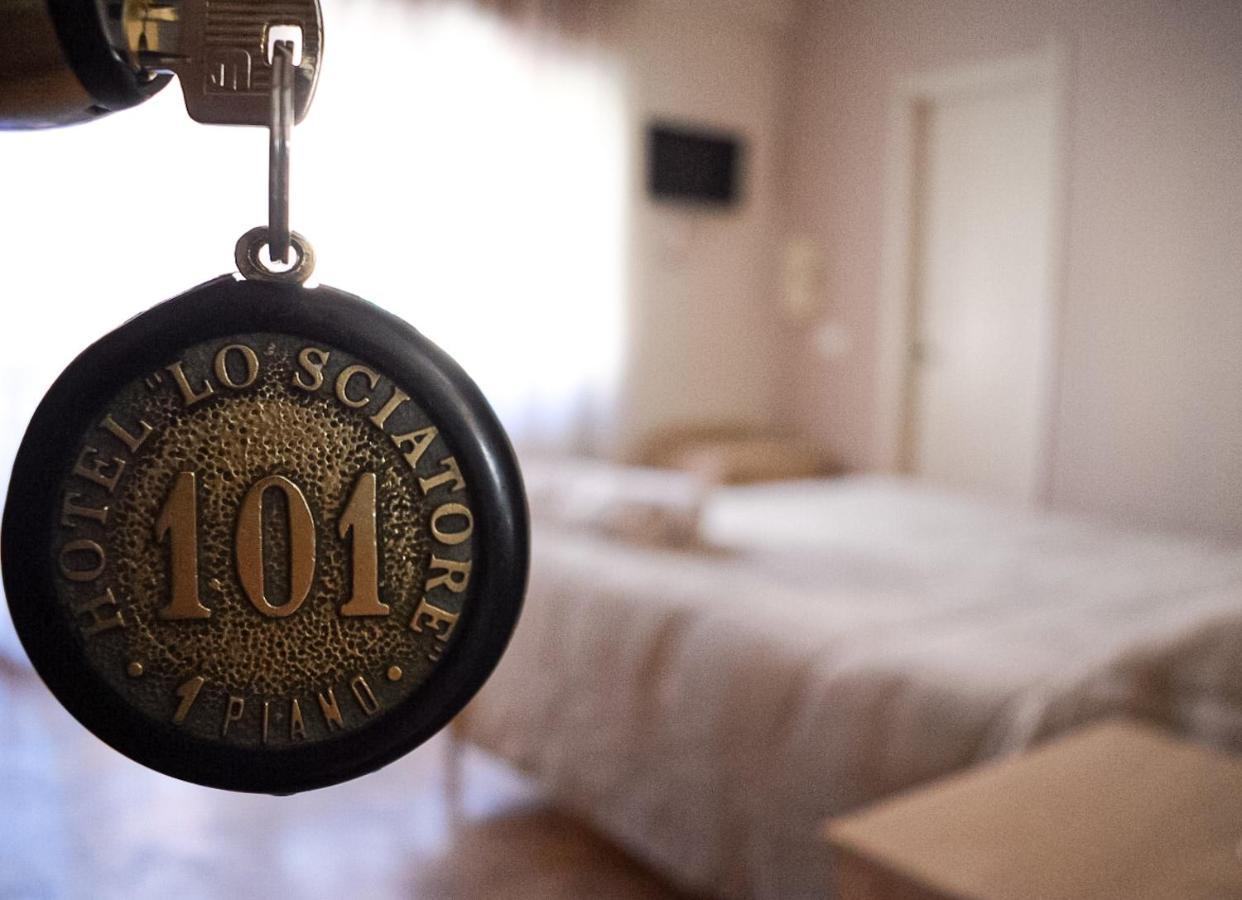 HOTEL "LO SCIATORE"
101
• 1 PIANO •